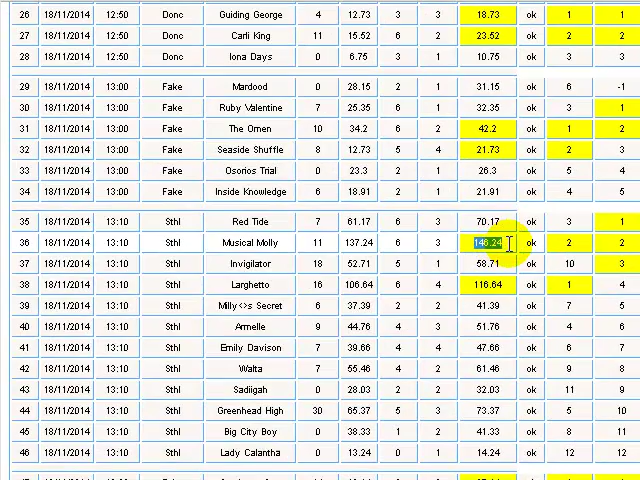 26 18/11/2014 12:50 Donc Guiding George 4 12.73 3 3 18.73 ok 1 1
27 18/11/2014 12:50 Donc Carli King 11 15.52 6 2 23.52 ok 2 2
28 18/11/2014 12:50 Donc Iona Days 0 6.75 3 1 10.75 ok 3 3
29 18/11/2014 13:00 Fake Mardood 0 28.15 2 1 31.15 ok 6 -1
30 18/11/2014 13:00 Fake Ruby Valentine 7 25.35 6 1 32.35 ok 3 1
31 18/11/2014 13:00 Fake The Omen 10 34.2 6 2 42.2 ok 1 2
32 18/11/2014 13:00 Fake Seaside Shuffle 8 12.73 5 4 21.73 ok 2 3
33 18/11/2014 13:00 Fake Osorios Trial 0 23.3 2 1 26.3 ok 5 4
34 18/11/2014 13:00 Fake Inside Knowledge 6 18.91 2 1 21.91 ok 4 5
35 18/11/2014 13:10 Sthl Red Tide 7 61.17 6 3 70.17 ok 3 1
36 18/11/2014 13:10 Sthl Musical Molly 11 137.24 6 3 146.24 ok 2 2
37 18/11/2014 13:10 Sthl Invigilator 18 52.71 5 1 58.71 ok 10 3
38 18/11/2014 13:10 Sthl Larghetto 16 106.64 6 4 116.64 ok 1 4
39 18/11/2014 13:10 Sthl Milly<>s Secret 6 37.39 2 2 41.39 ok 7 5
40 18/11/2014 13:10 Sthl Armelle 9 44.76 4 3 51.76 ok 4 6
41 18/11/2014 13:10 Sthl Emily Davison 7 39.66 4 4 47.66 ok 6 7
42 18/11/2014 13:10 Sthl Walta 7 55.46 4 2 61.46 ok 9 8
43 18/11/2014 13:10 Sthl Sadiigah 0 28.03 2 2 32.03 ok 11 9
44 18/11/2014 13:10 Sthl Greenhead High 30 65.37 5 3 73.37 ok 5 10
45 18/11/2014 13:10 Sthl Big City Boy 0 38.33 1 2 41.33 ok 8 11
46 18/11/2014 13:10 Sthl Lady Calantha 0 13.24 0 1 14.24 ok 12 12